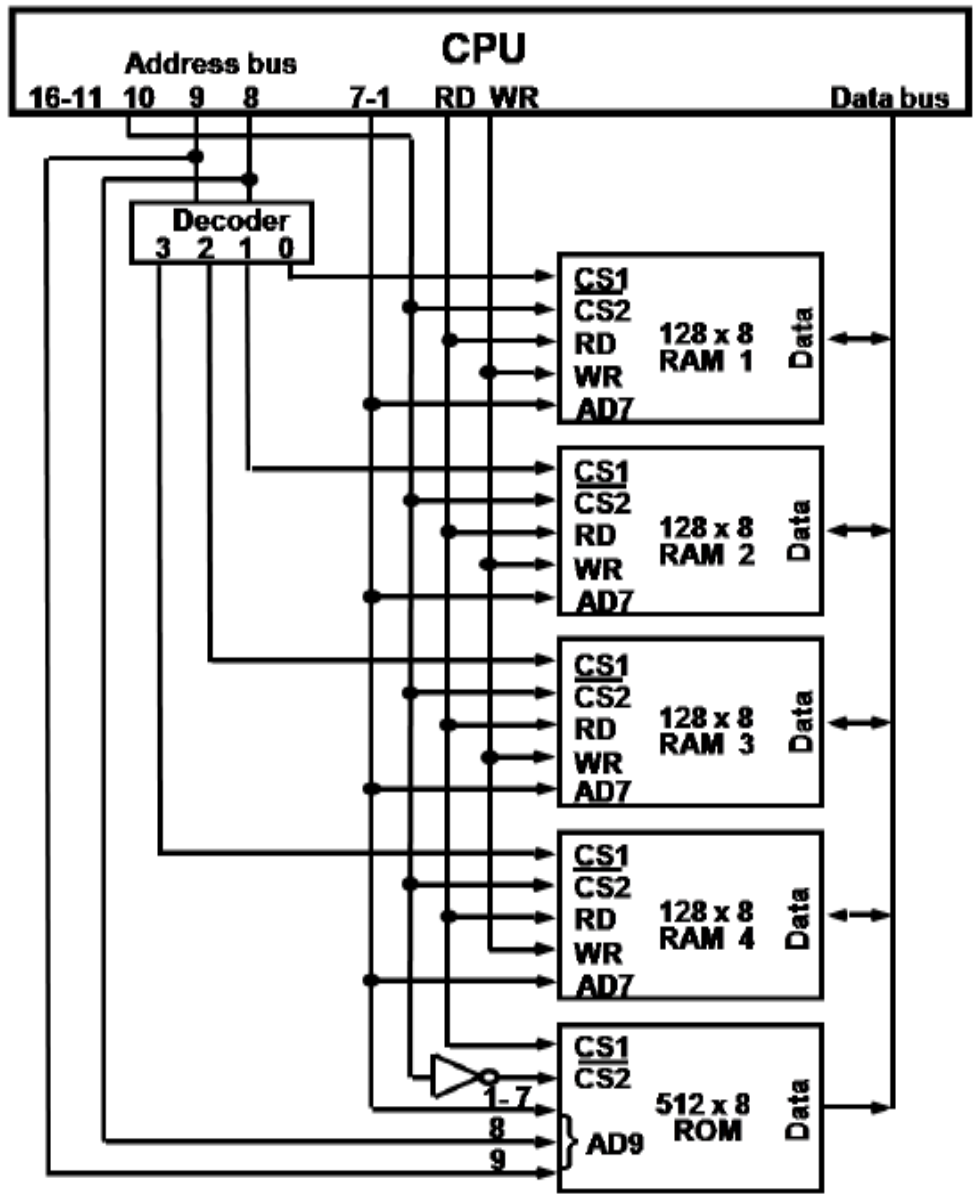 CPU
Address bus
16-11 10 9 8 7-1 RD WR Data bus
Decoder
3 2 1 0
CS1
CS2
RD
WR
AD7
128 x 8
RAM 1
Data
CS1
CS2
RD
WR
AD7
128 x 8
RAM 2
Data
CS1
CS2
RD
WR
AD7
128 x 8
RAM 3
Data
CS1
CS2
RD
WR
AD7
128 x 8
RAM 4
Data
CS1
CS2
1- 7
8
9
} AD9
512 x 8
ROM
Data